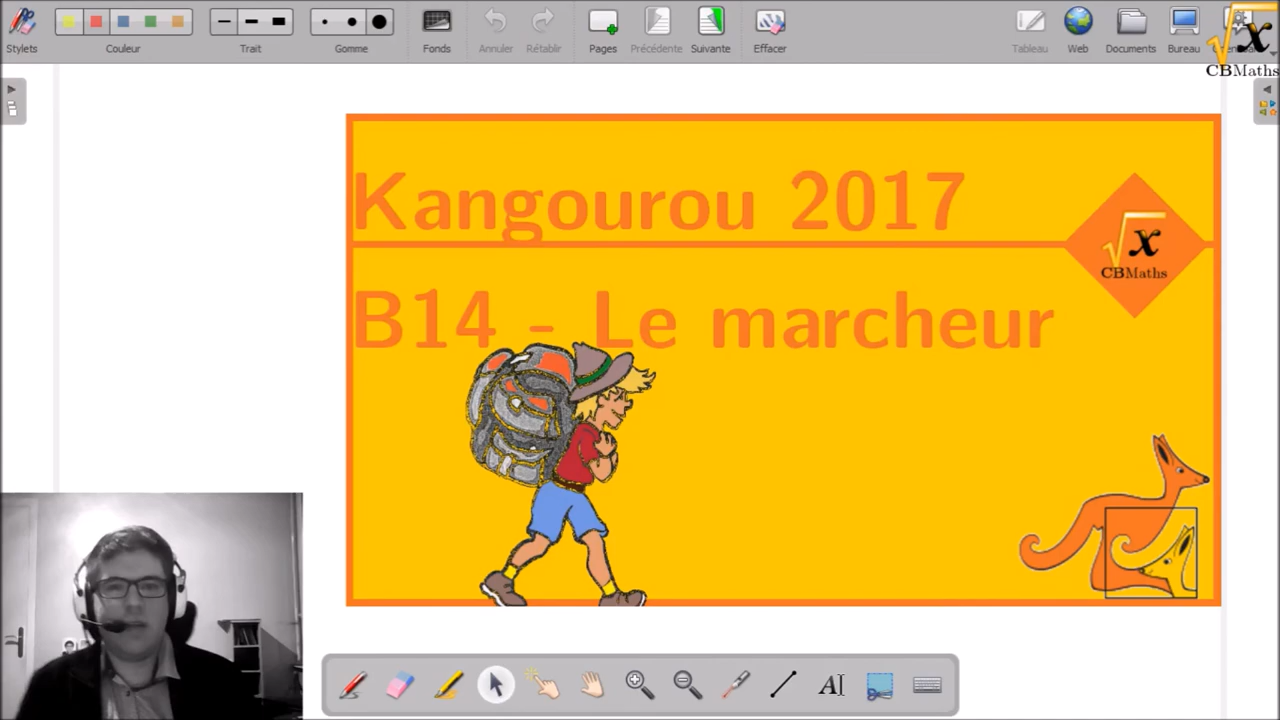 Stylets Couleur Trait Gomme Fonds Annuler Rétablir Pages Précédente Suivante Effacer Tableau Web Documents Bureau
√x
CBMaths
Kangourou 2017
√x
CBMaths
B14 - Le marcheur
AI